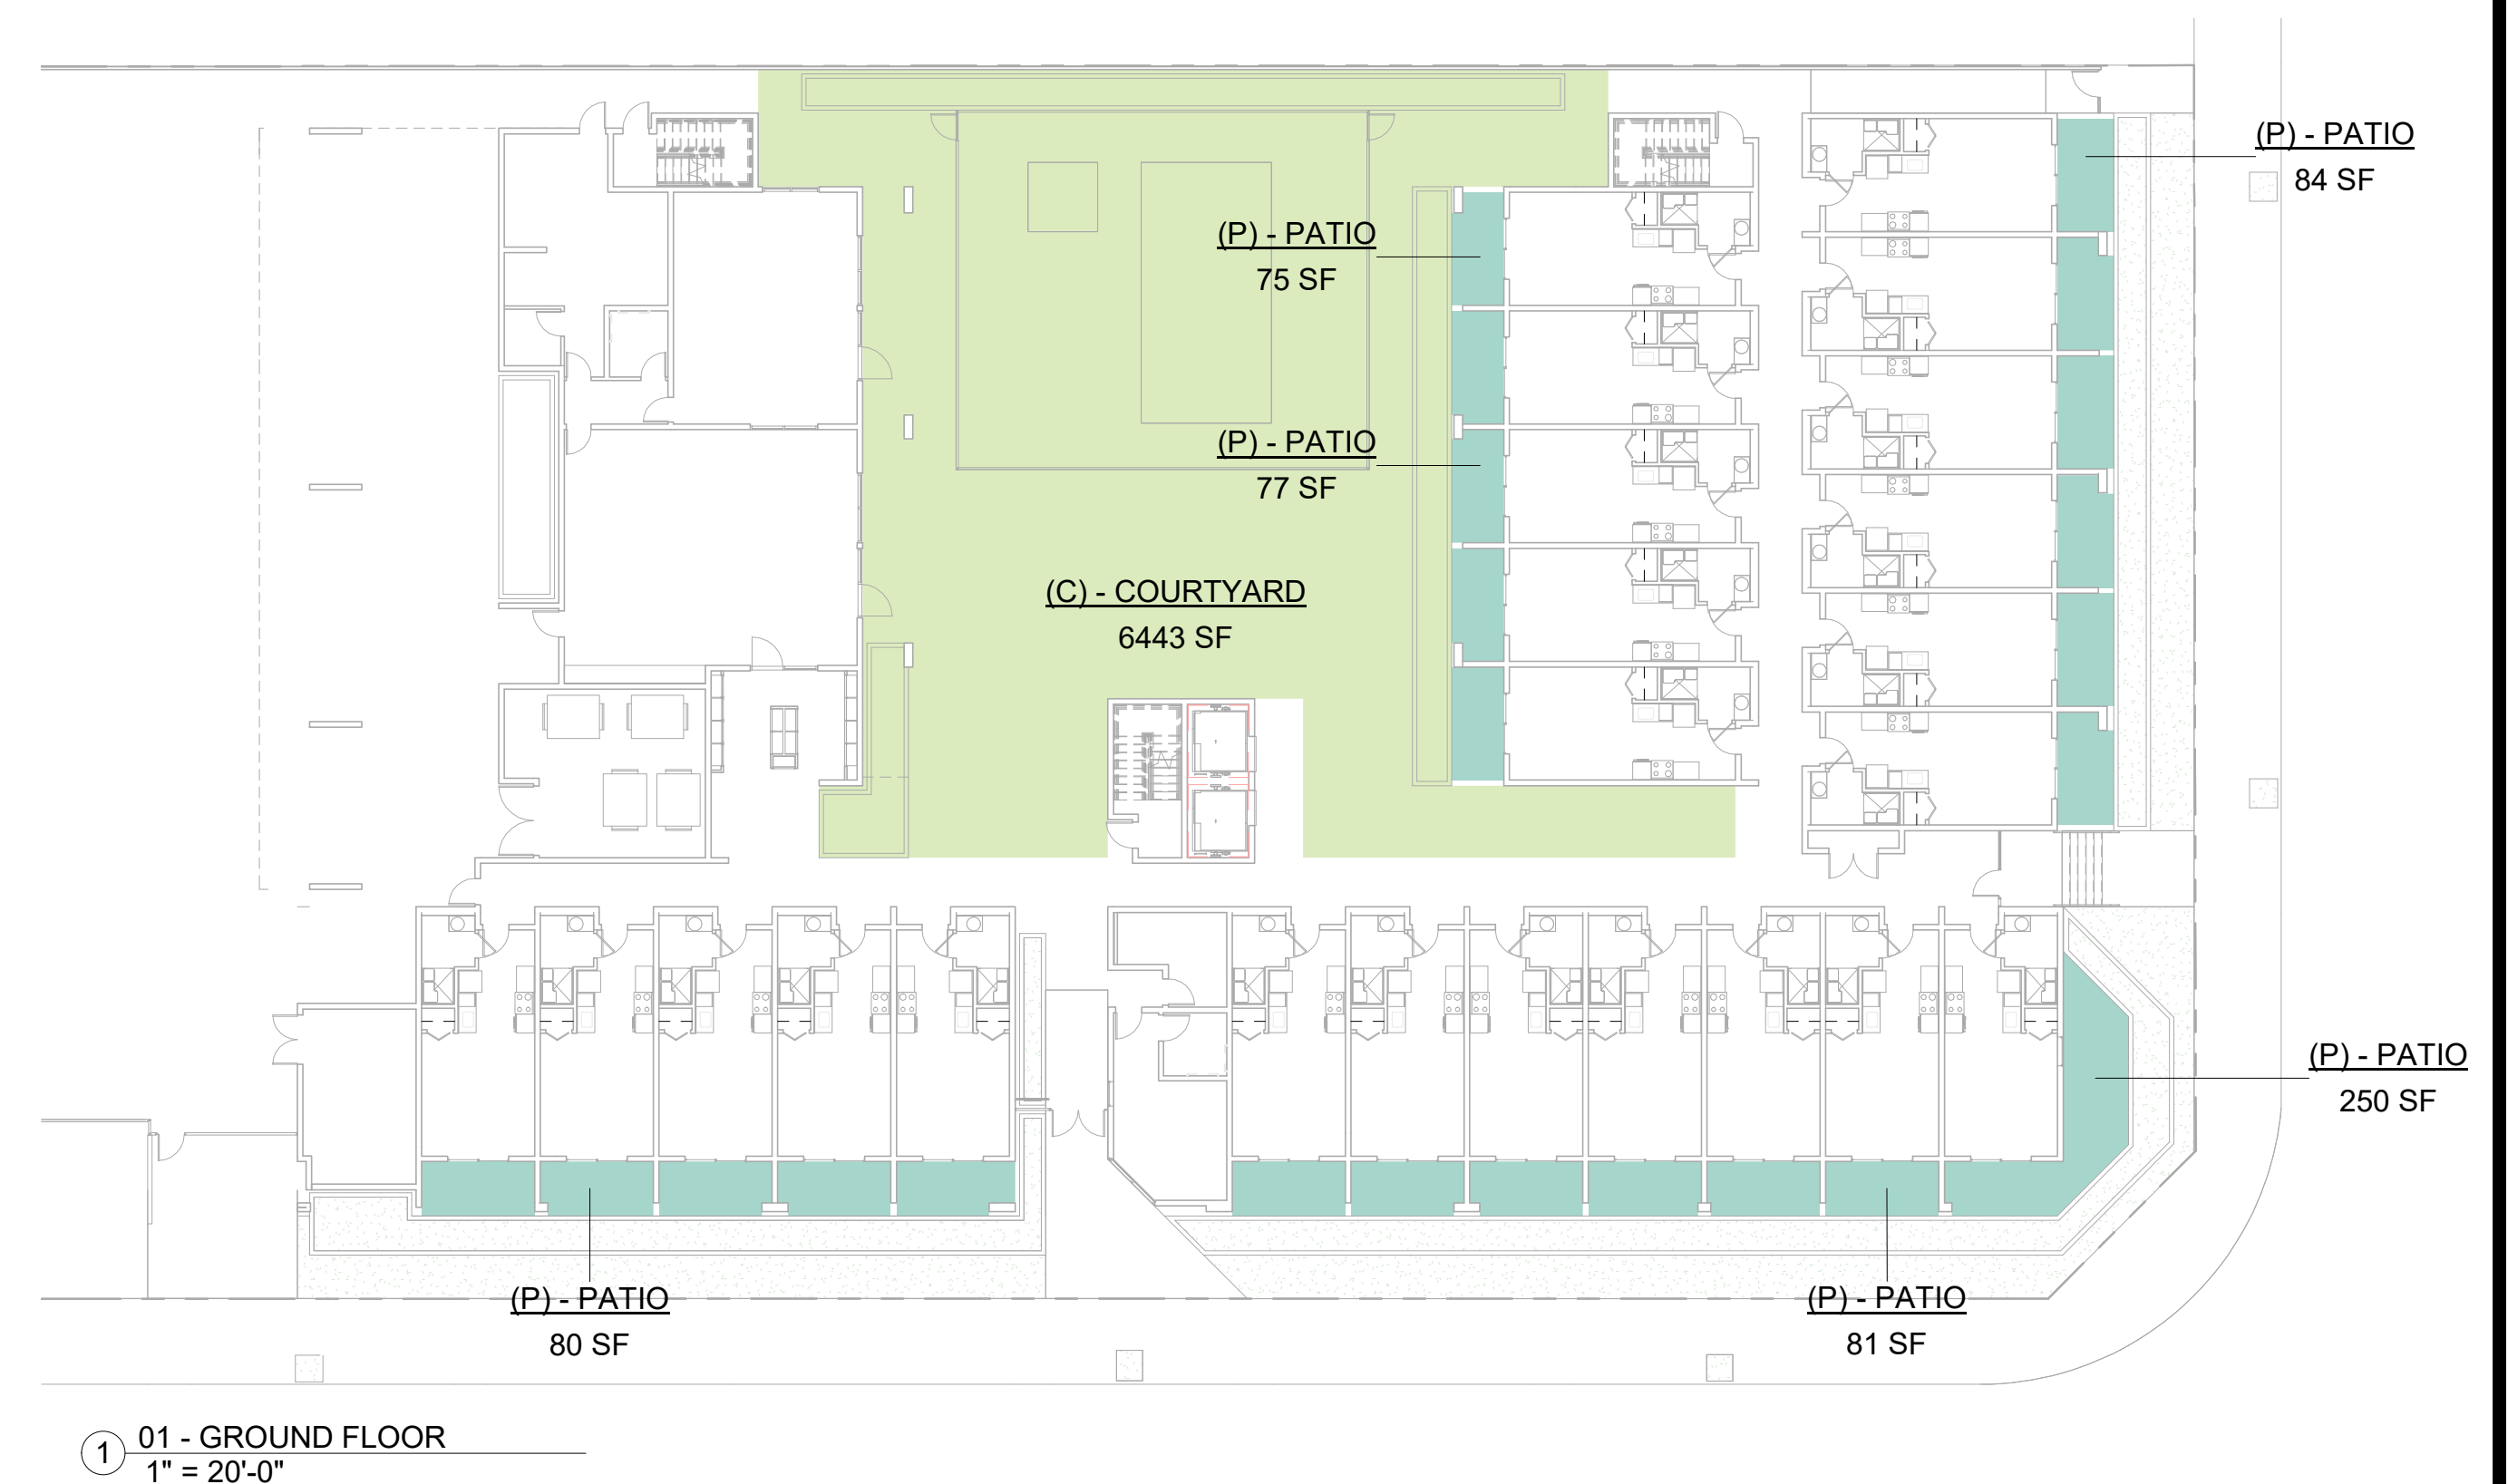 (P) - PATIO
84 SF
(P) - PATIO
75 SF
(P) - PATIO
77 SF
(C) - COURTYARD
6443 SF
(P) - PATIO
250 SF
(P) - PATIO
80 SF
(P) - PATIO
81 SF
1
01 - GROUND FLOOR
1" = 20'-0"